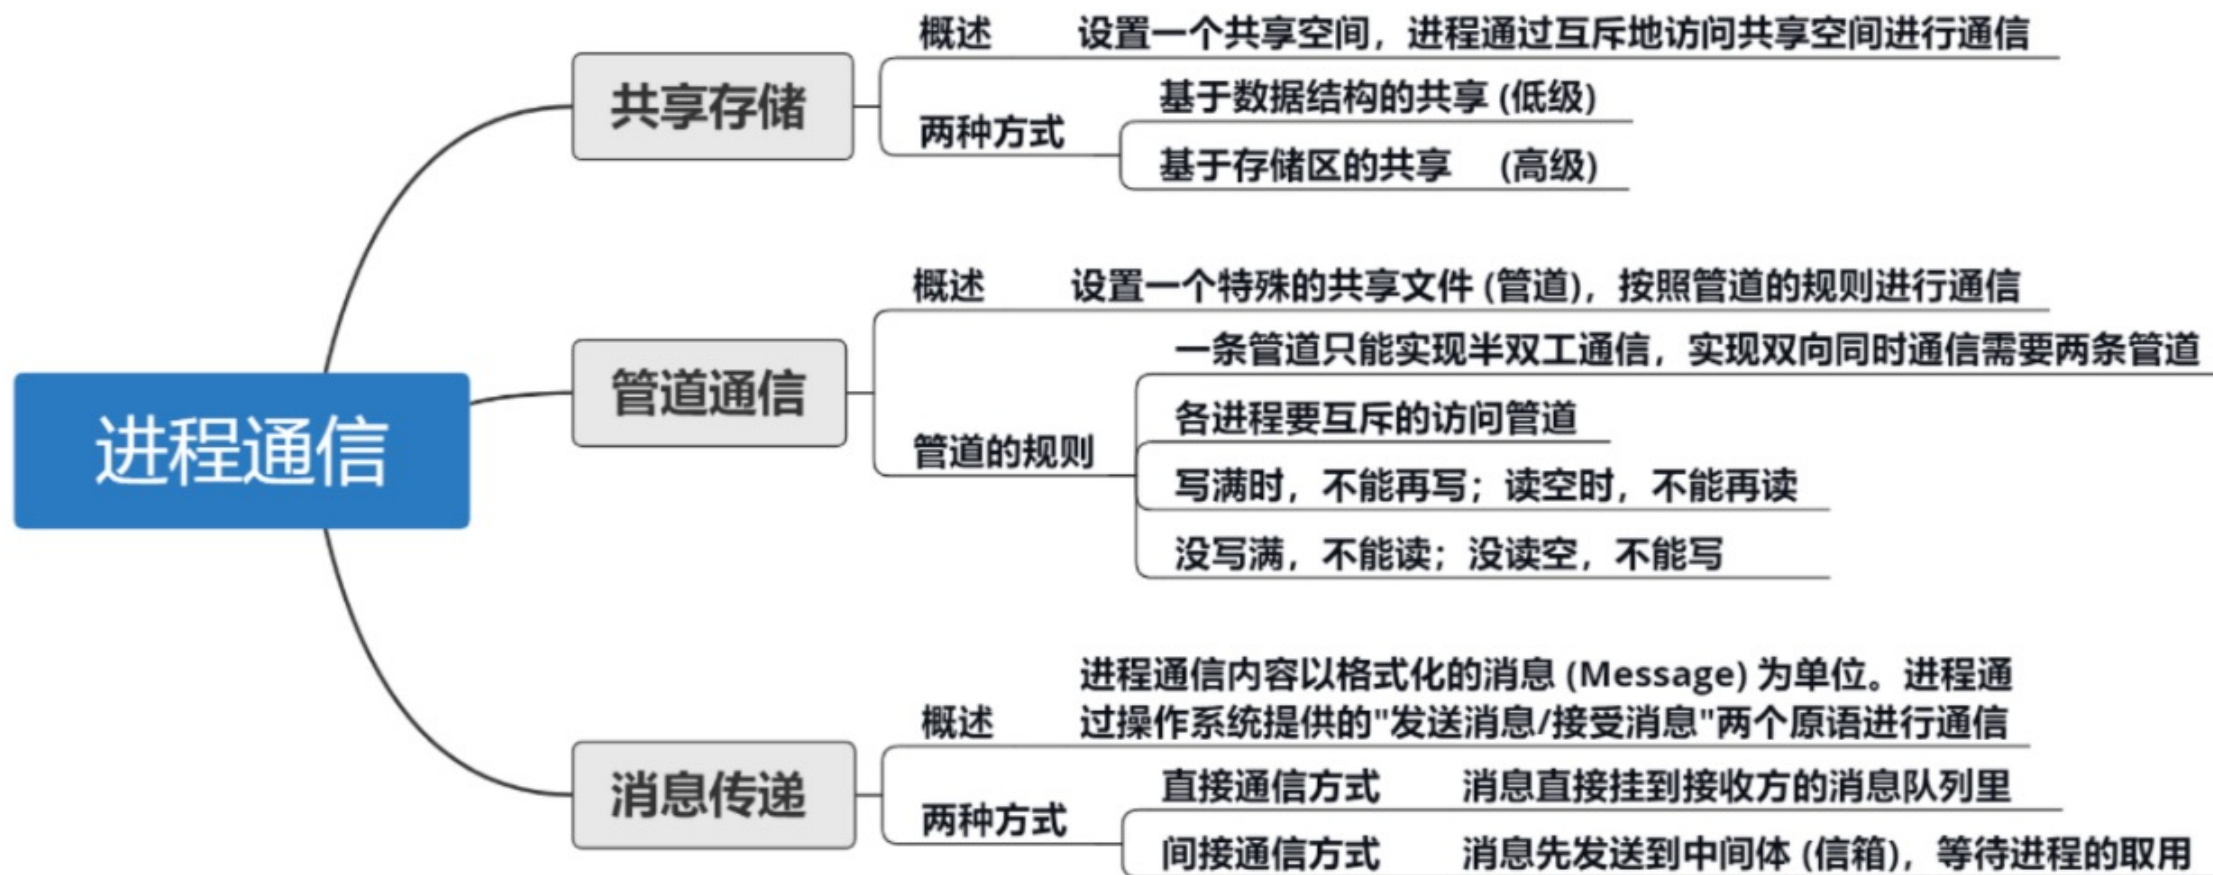 进程通信
共享存储
概述 设置一个共享空间，进程通过互斥地访问共享空间进行通信
两种方式
基于数据结构的共享 (低级)
基于存储区的共享 (高级)
管道通信
概述 设置一个特殊的共享文件 (管道)，按照管道的规则进行通信
管道的规则
一条管道只能实现半双工通信，实现双向同时通信需要两条管道
各进程要互斥的访问管道
写满时，不能再写；读空时，不能再读
没写满，不能读；没读空，不能写
消息传递
概述
进程通信内容以格式化的消息 (Message) 为单位。进程通
过操作系统提供的"发送消息/接受消息"两个原语进行通信
两种方式
直接通信方式 消息直接挂到接收方的消息队列里
间接通信方式 消息先发送到中间体 (信箱)，等待进程的取用